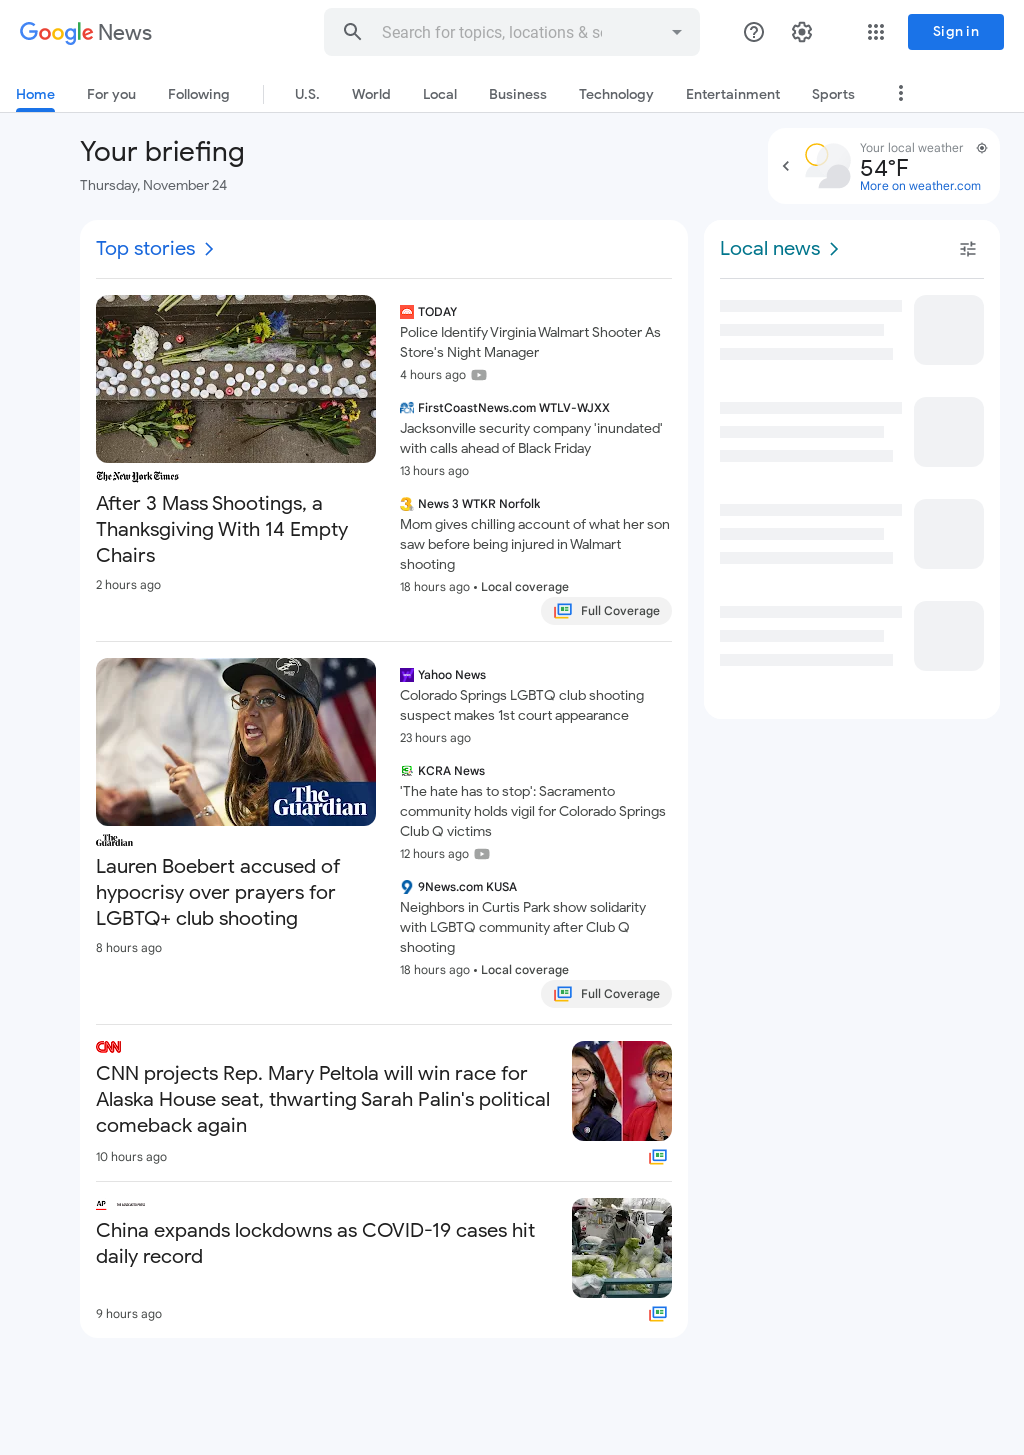 Google News
Search for topics, locations & so
Sign in
Home
For you
Following
U.S.
World
Local
Business
Technology
Entertainment
Sports
Your briefing
Thursday, November 24
Your local weather
54°F
More on weather.com
Top stories
The New York Times
After 3 Mass Shootings, a
Thanksgiving With 14 Empty
Chairs
2 hours ago
TODAY
Police Identify Virginia Walmart Shooter As
Store's Night Manager
4 hours ago
FirstCoastNews.com WTLV-WJXX
Jacksonville security company 'inundated'
with calls ahead of Black Friday
13 hours ago
News 3 WTKR Norfolk
Mom gives chilling account of what her son
saw before being injured in Walmart
shooting
18 hours ago • Local coverage
Full Coverage
The
Guardian
The
Guardian
Lauren Boebert accused of
hypocrisy over prayers for
LGBTQ+ club shooting
8 hours ago
Yahoo News
Colorado Springs LGBTQ club shooting
suspect makes 1st court appearance
23 hours ago
KCRA News
'The hate has to stop': Sacramento
community holds vigil for Colorado Springs
Club Q victims
12 hours ago
9News.com KUSA
Neighbors in Curtis Park show solidarity
with LGBTQ community after Club Q
shooting
18 hours ago • Local coverage
Full Coverage
CNN
CNN projects Rep. Mary Peltola will win race for
Alaska House seat, thwarting Sarah Palin's political
comeback again
10 hours ago
AP
China expands lockdowns as COVID-19 cases hit
daily record
9 hours ago
Local news